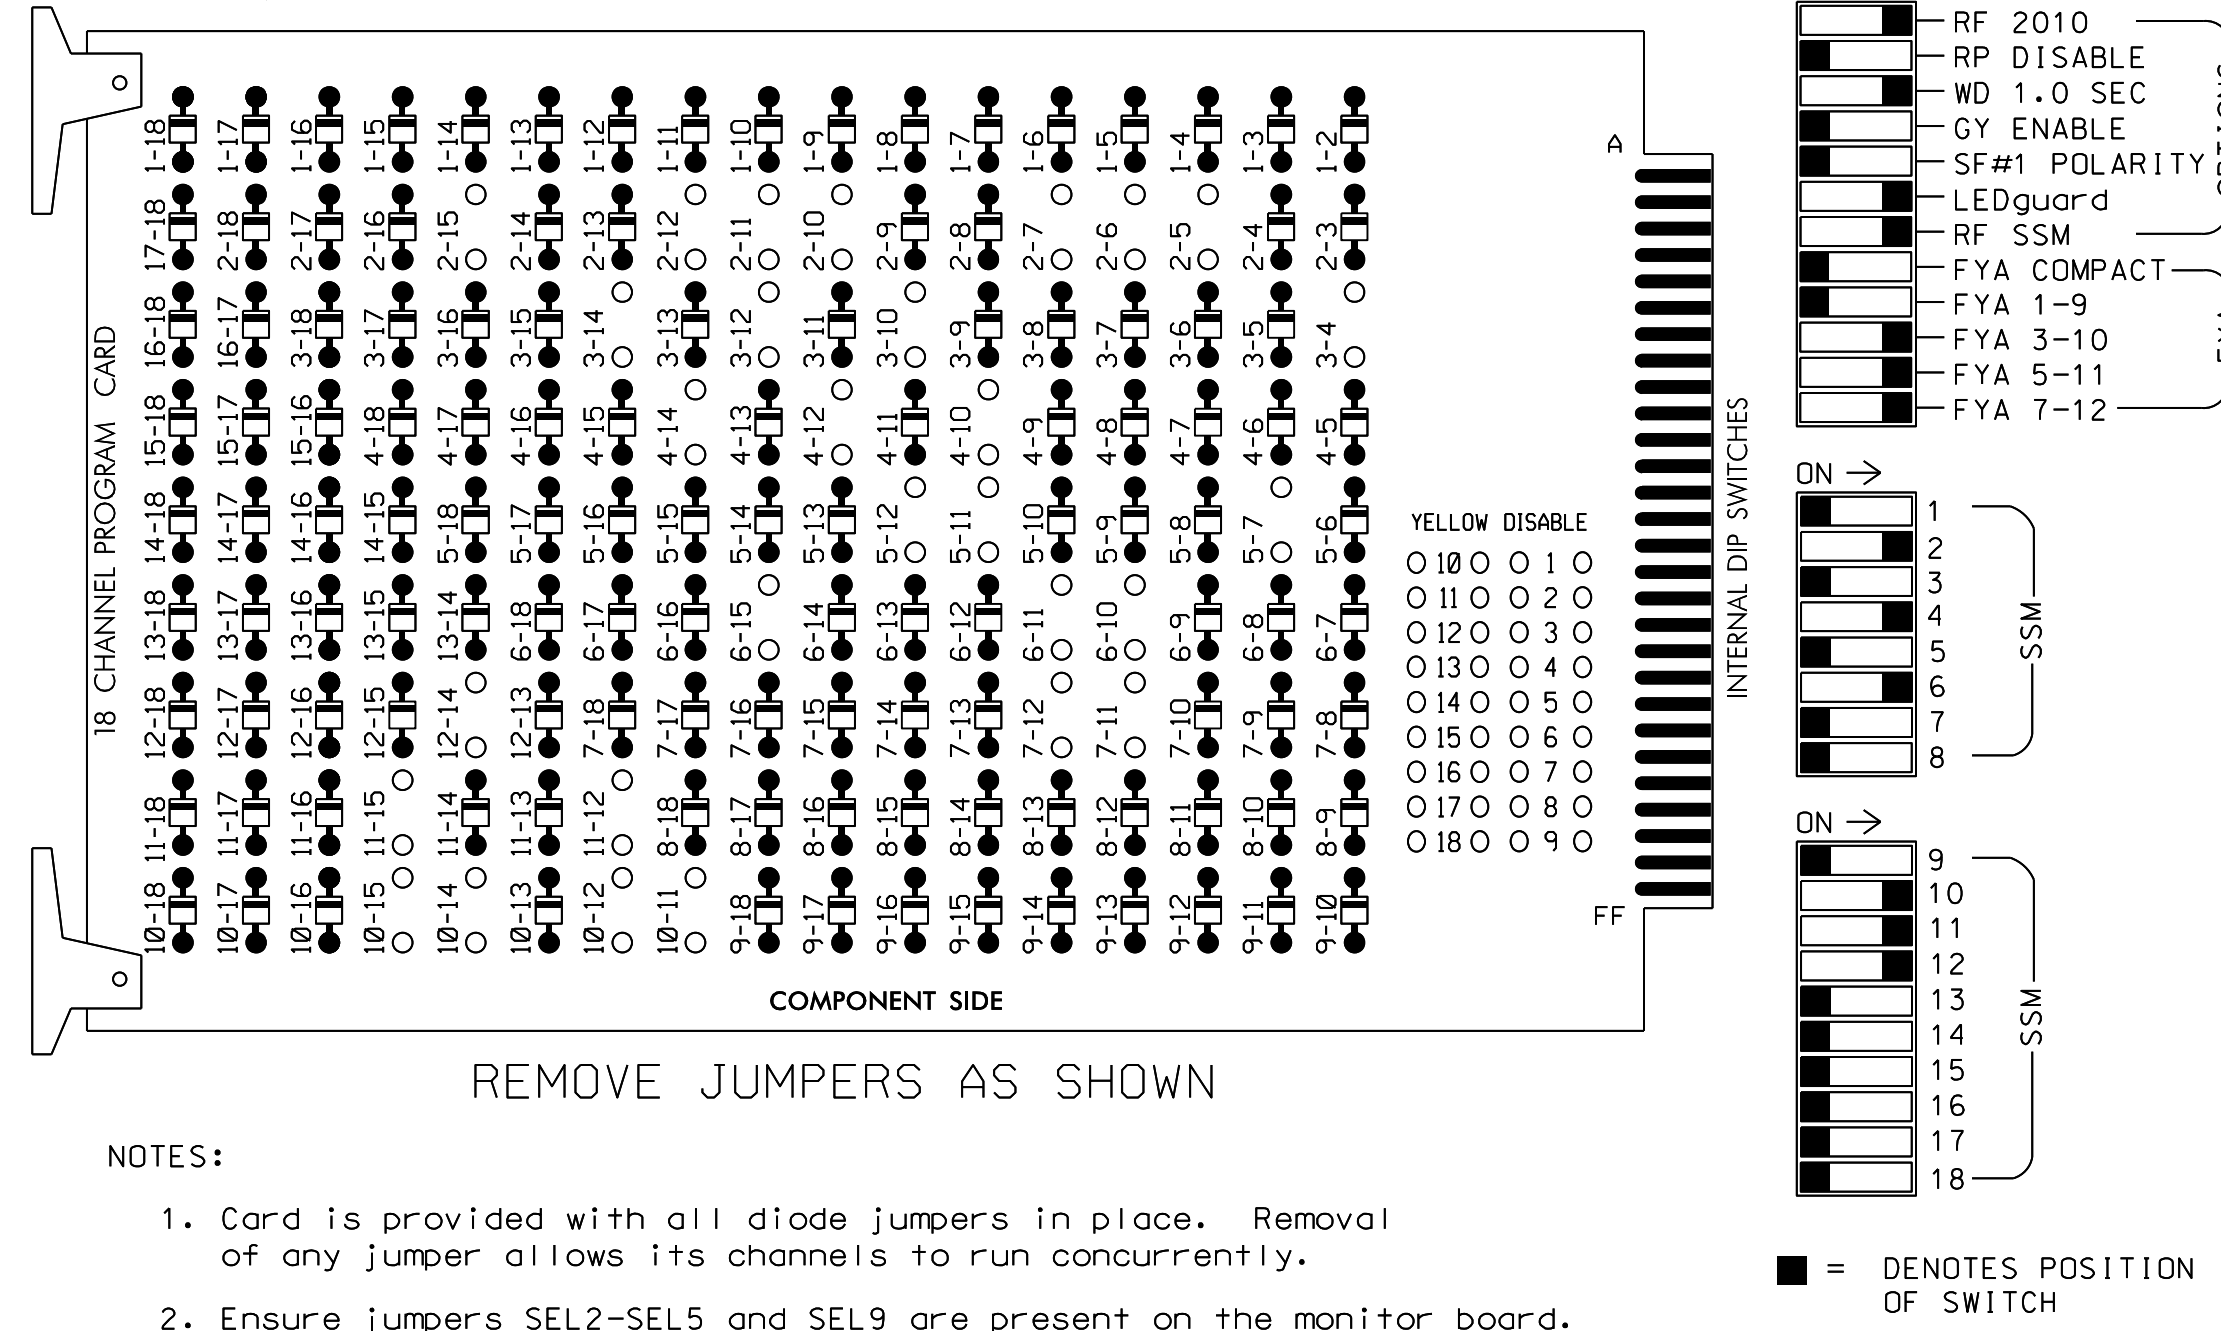 1-18 1-17 1-16 1-15 1-14 1-13 1-12 1-11 1-10 1-9 1-8 1-7 1-6 1-5 1-4 1-3 1-2
17-18 2-18 2-17 2-16 2-15 2-14 2-13 2-12 2-11 2-10 2-9 2-8 2-7 2-6 2-5 2-4 2-3
16-18 16-17 3-18 3-17 3-16 3-15 3-14 3-13 3-12 3-11 3-10 3-9 3-8 3-7 3-6 3-5 3-4
15-18 15-17 15-16 4-18 4-17 4-16 4-15 4-14 4-13 4-12 4-11 4-10 4-9 4-8 4-7 4-6 4-5
14-18 14-17 14-16 14-15 5-18 5-17 5-16 5-15 5-14 5-13 5-12 5-11 5-10 5-9 5-8 5-7 5-6
13-18 13-17 13-16 13-15 13-14 6-18 6-17 6-16 6-15 6-14 6-13 6-12 6-11 6-10 6-9 6-8 6-7
12-18 12-17 12-16 12-15 12-14 12-13 7-18 7-17 7-16 7-15 7-14 7-13 7-12 7-11 7-10 7-9 7-8
11-18 11-17 11-16 11-15 11-14 11-13 11-12 8-18 8-17 8-16 8-15 8-14 8-13 8-12 8-11 8-10 8-9
10-18 10-17 10-16 10-15 10-14 10-13 10-12 10-11 9-18 9-17 9-16 9-15 9-14 9-13 9-12 9-11 9-10
18 CHANNEL PROGRAM CARD
A
FF
YELLOW DISABLE
10 1
11 2
12 3
13 4
14 5
15 6
16 7
17 8
18 9
COMPONENT SIDE
INTERNAL DIP SWITCHES
RF 2010
RP DISABLE
WD 1.0 SEC
GY ENABLE
SF#1 POLARITY
LEDguard
RF SSM
FYA COMPACT
FYA 1-9
FYA 3-10
FYA 5-11
FYA 7-12
ON →
1
2
3
4
5
6
7
8
SSM
ON →
9
10
11
12
13
14
15
16
17
18
SSM
REMOVE JUMPERS AS SHOWN
NOTES:
1. Card is provided with all diode jumpers in place. Removal
of any jumper allows its channels to run concurrently.
2. Ensure jumpers SEL2-SEL5 and SEL9 are present on the monitor board.
= DENOTES POSITION
OF SWITCH